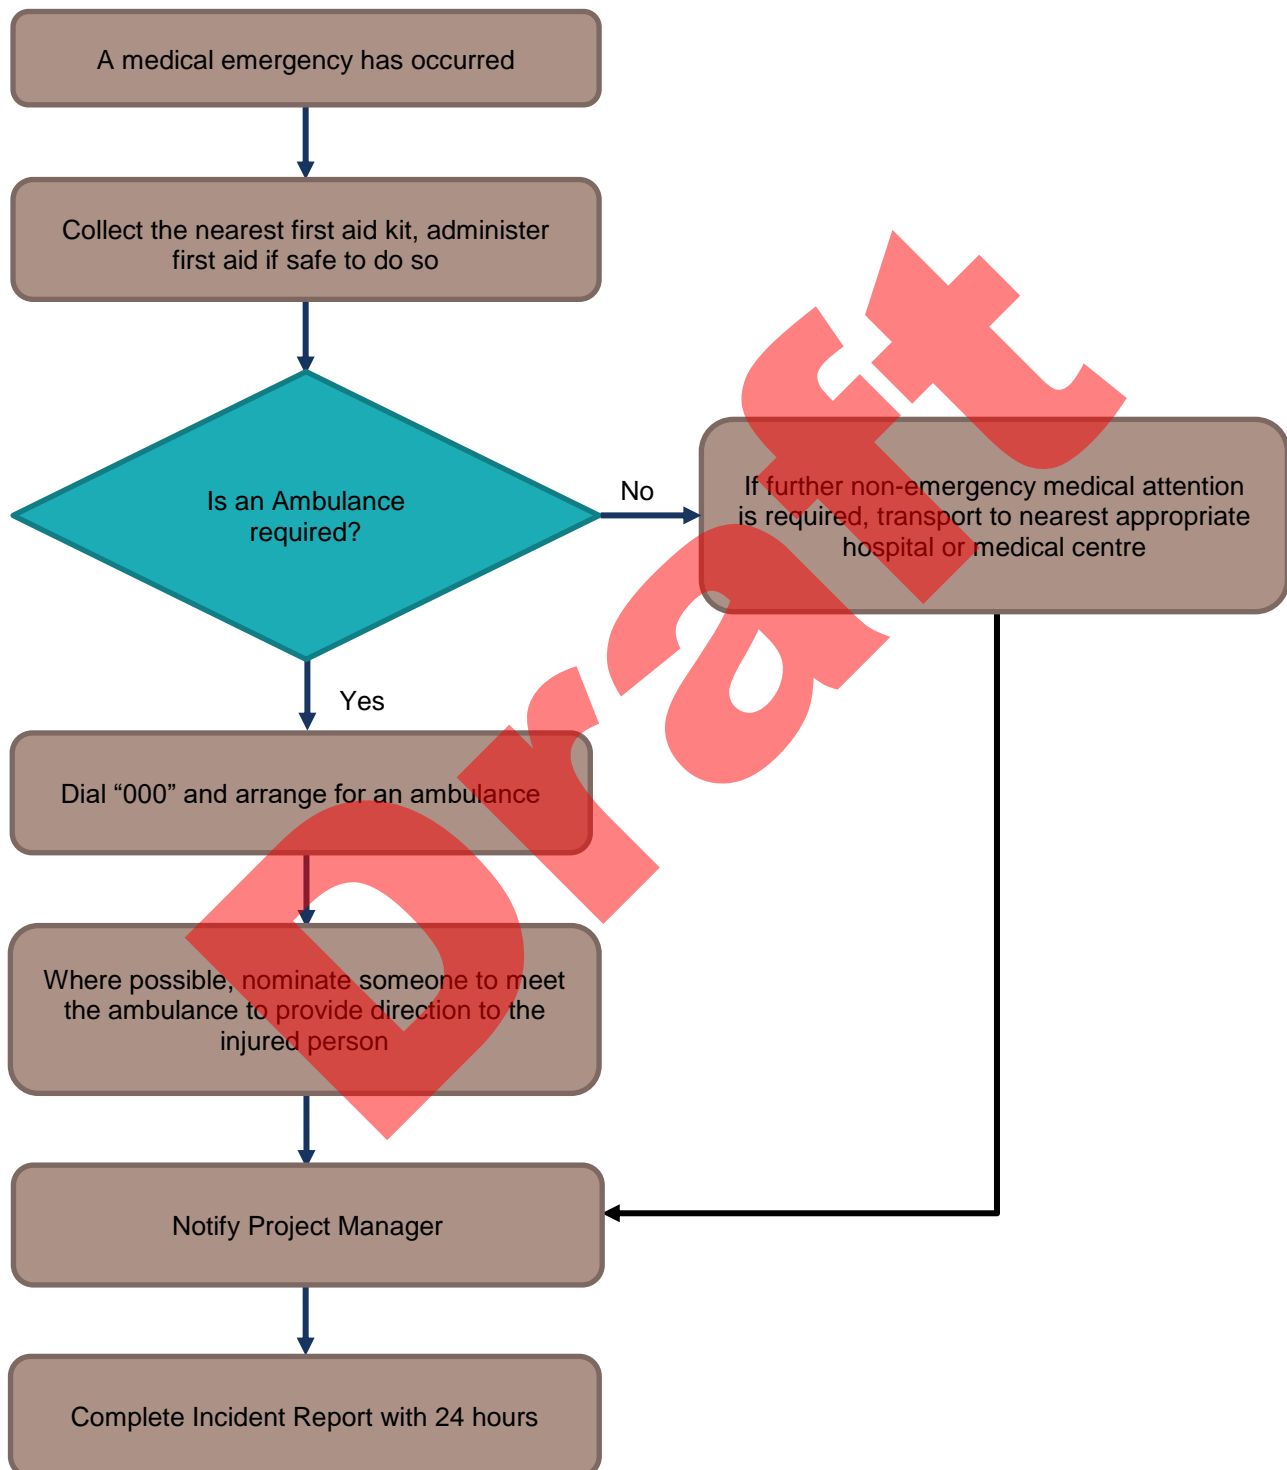 A medical emergency has occurred
Collect the nearest first aid kit, administer
first aid if safe to do so
Is an Ambulance
required?
No
If further non-emergency medical attention
is required, transport to nearest appropriate
hospital or medical centre
Yes
Dial “000” and arrange for an ambulance
Where possible, nominate someone to meet
the ambulance to provide direction to the
injured person
Notify Project Manager
Complete Incident Report with 24 hours
Draft